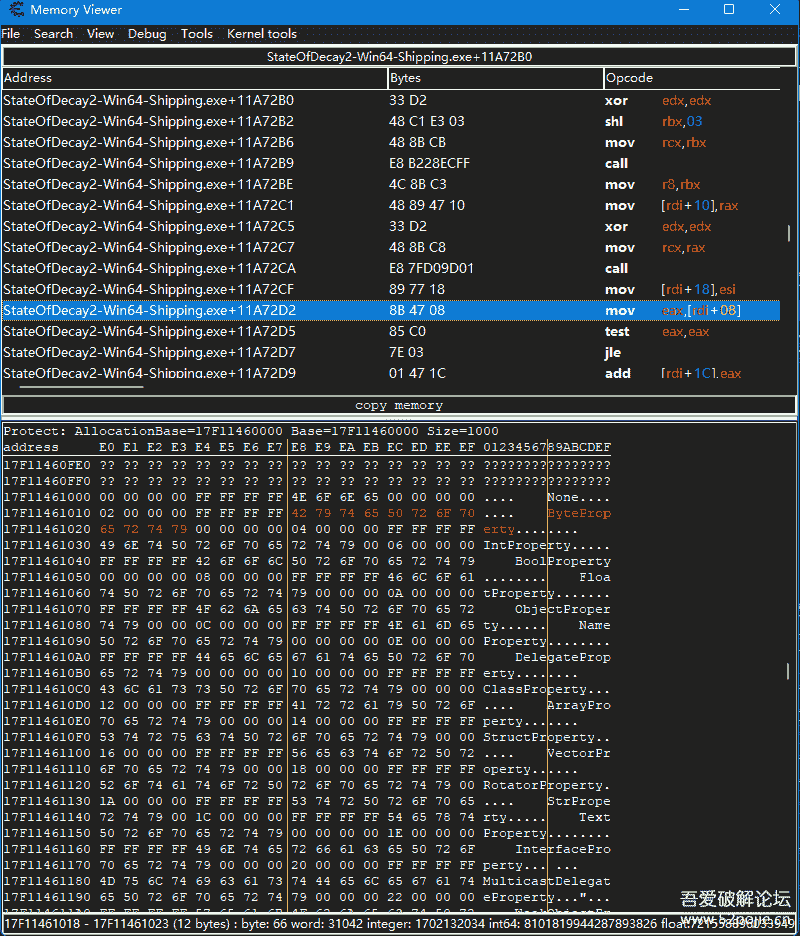 Memory Viewer
File Search View Debug Tools Kernel tools
StateOfDecay2-Win64-Shipping.exe+11A72B0
Address Bytes Opcode
StateOfDecay2-Win64-Shipping.exe+11A72B0 33 D2 xor edx,edx
StateOfDecay2-Win64-Shipping.exe+11A72B2 48 C1 E3 03 shl rbx,03
StateOfDecay2-Win64-Shipping.exe+11A72B6 48 8B CB mov rcx,rbx
StateOfDecay2-Win64-Shipping.exe+11A72B9 E8 B228ECFF call
StateOfDecay2-Win64-Shipping.exe+11A72BE 4C 8B C3 mov r8,rbx
StateOfDecay2-Win64-Shipping.exe+11A72C1 48 89 47 10 mov [rdi+10],rax
StateOfDecay2-Win64-Shipping.exe+11A72C5 33 D2 xor edx,edx
StateOfDecay2-Win64-Shipping.exe+11A72C7 48 8B C8 mov rcx,rax
StateOfDecay2-Win64-Shipping.exe+11A72CA E8 7FD09D01 call
StateOfDecay2-Win64-Shipping.exe+11A72CF 89 77 18 mov [rdi+18],esi
StateOfDecay2-Win64-Shipping.exe+11A72D2 8B 47 08 mov eax,[rdi+08]
StateOfDecay2-Win64-Shipping.exe+11A72D5 85 C0 test eax,eax
StateOfDecay2-Win64-Shipping.exe+11A72D7 7E 03 jle
StateOfDecay2-Win64-Shipping.exe+11A72D9 01 47 1C add [rdi+1C],eax
copy memory
Protect: AllocationBase=17F11460000 Base=17F11460000 Size=1000
address E0 E1 E2 E3 E4 E5 E6 E7 E8 E9 EA EB EC ED EE EF 0123456789ABCDEF
17F11460FE0 ?? ?? ?? ?? ?? ?? ?? ?? ?? ?? ?? ?? ?? ?? ?? ?? ????????????????
17F11460FF0 ?? ?? ?? ?? ?? ?? ?? ?? ?? ?? ?? ?? ?? ?? ?? ?? ????????????????
17F11461000 00 00 00 00 FF FF FF FF 4E 6F 6E 65 00 00 00 00 .... None....
17F11461010 02 00 00 00 FF FF FF FF 42 79 74 65 50 72 6F 70 .... ByteProp
17F11461020 65 72 74 79 00 00 00 00 04 00 00 00 FF FF FF FF erty........
17F11461030 49 6E 74 50 72 6F 70 65 72 74 79 00 06 00 00 00 IntProperty.....
17F11461040 FF FF FF FF 42 6F 6F 6C 50 72 6F 70 65 72 74 79 BoolProperty
17F11461050 00 00 00 00 08 00 00 00 FF FF FF FF 46 6C 6F 61 ........ Floa
17F11461060 74 50 72 6F 70 65 72 74 79 00 00 00 0A 00 00 00 tProperty.......
17F11461070 FF FF FF FF 4F 62 6A 65 63 74 50 72 6F 70 65 72 ObjectProper
17F11461080 74 79 00 00 0C 00 00 00 FF FF FF FF 4E 61 6D 65 ty...... Name
17F11461090 50 72 6F 70 65 72 74 79 00 00 00 00 0E 00 00 00 Property........
17F114610A0 FF FF FF FF 44 65 6C 65 67 61 74 65 50 72 6F 70 DelegateProp
17F114610B0 65 72 74 79 00 00 00 00 10 00 00 00 FF FF FF FF erty........
17F114610C0 43 6C 61 73 73 50 72 6F 70 65 72 74 79 00 00 00 ClassProperty...
17F114610D0 12 00 00 00 FF FF FF FF 41 72 72 61 79 50 72 6F .... ArrayPro
17F114610E0 70 65 72 74 79 00 00 00 14 00 00 00 FF FF FF FF perty.......
17F114610F0 53 74 72 75 63 74 50 72 6F 70 65 72 74 79 00 00 StructProperty..
17F11461100 16 00 00 00 FF FF FF FF 56 65 63 74 6F 72 50 72 .... VectorPr
17F11461110 6F 70 65 72 74 79 00 00 18 00 00 00 FF FF FF FF operty......
17F11461120 52 6F 74 61 74 6F 72 50 72 6F 70 65 72 74 79 00 RotatorProperty.
17F11461130 1A 00 00 00 FF FF FF FF 53 74 72 50 72 6F 70 65 .... StrPrope
17F11461140 72 74 79 00 1C 00 00 00 FF FF FF FF 54 65 78 74 rty..... Text
17F11461150 50 72 6F 70 65 72 74 79 00 00 00 00 1E 00 00 00 Property........
17F11461160 FF FF FF FF 49 6E 74 65 72 66 61 63 65 50 72 6F InterfacePro
17F11461170 70 65 72 74 79 00 00 00 20 00 00 00 FF FF FF FF perty... ...
17F11461180 4D 75 6C 74 69 63 61 73 74 44 65 6C 65 67 61 74 MulticastDelegat
17F11461190 65 50 72 6F 70 65 72 74 79 00 00 00 22 00 00 00 eProperty..."...
吾爱破解论坛
www.52pojie.cn
17F11461018 - 17F11461023 (12 bytes) : byte: 66 word: 31042 integer: 1702132034 int64: 8101819944287893826